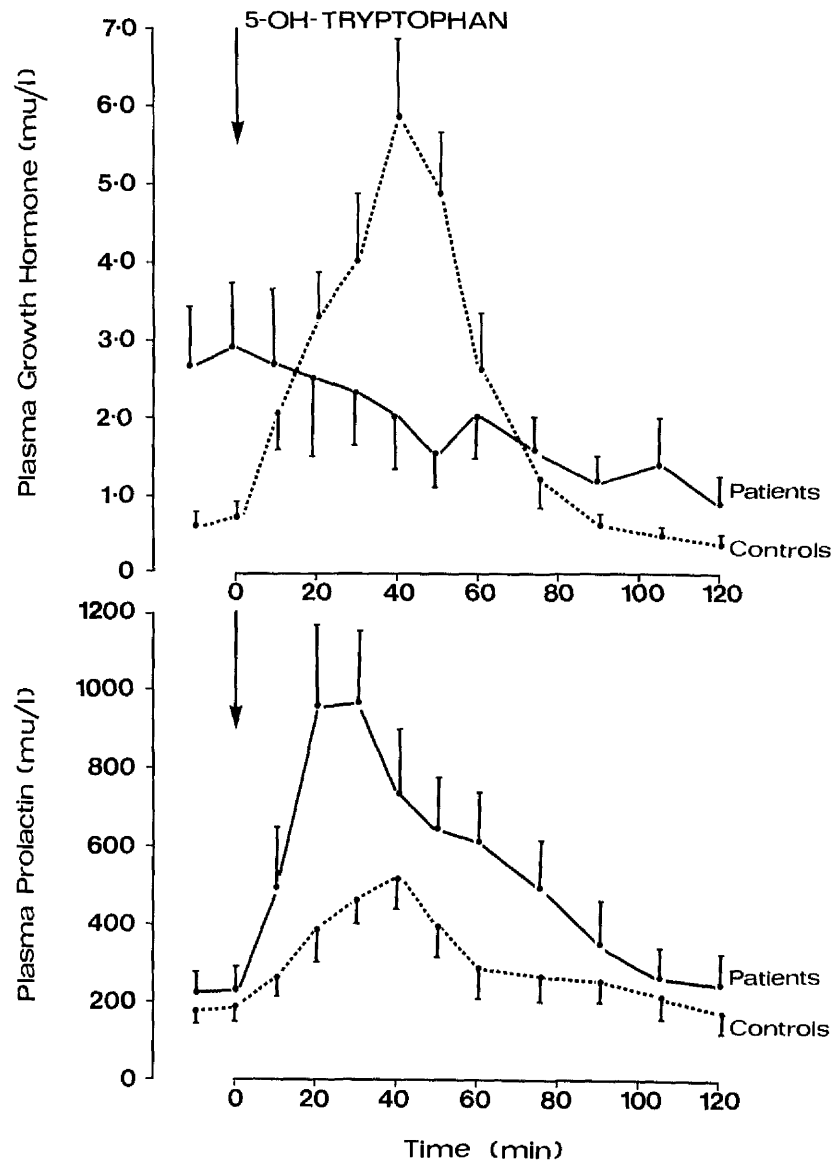 5-OH-TRYPTOPHAN
Plasma Growth Hormone (mu/l)
7·0
6·0
5·0
4·0
3·0
2·0
1·0
0
Patients
Controls
0 20 40 60 80 100 120
Plasma Prolactin (mu/l)
1200
1000
800
600
400
200
0
Patients
Controls
0 20 40 60 80 100 120
Time (min)